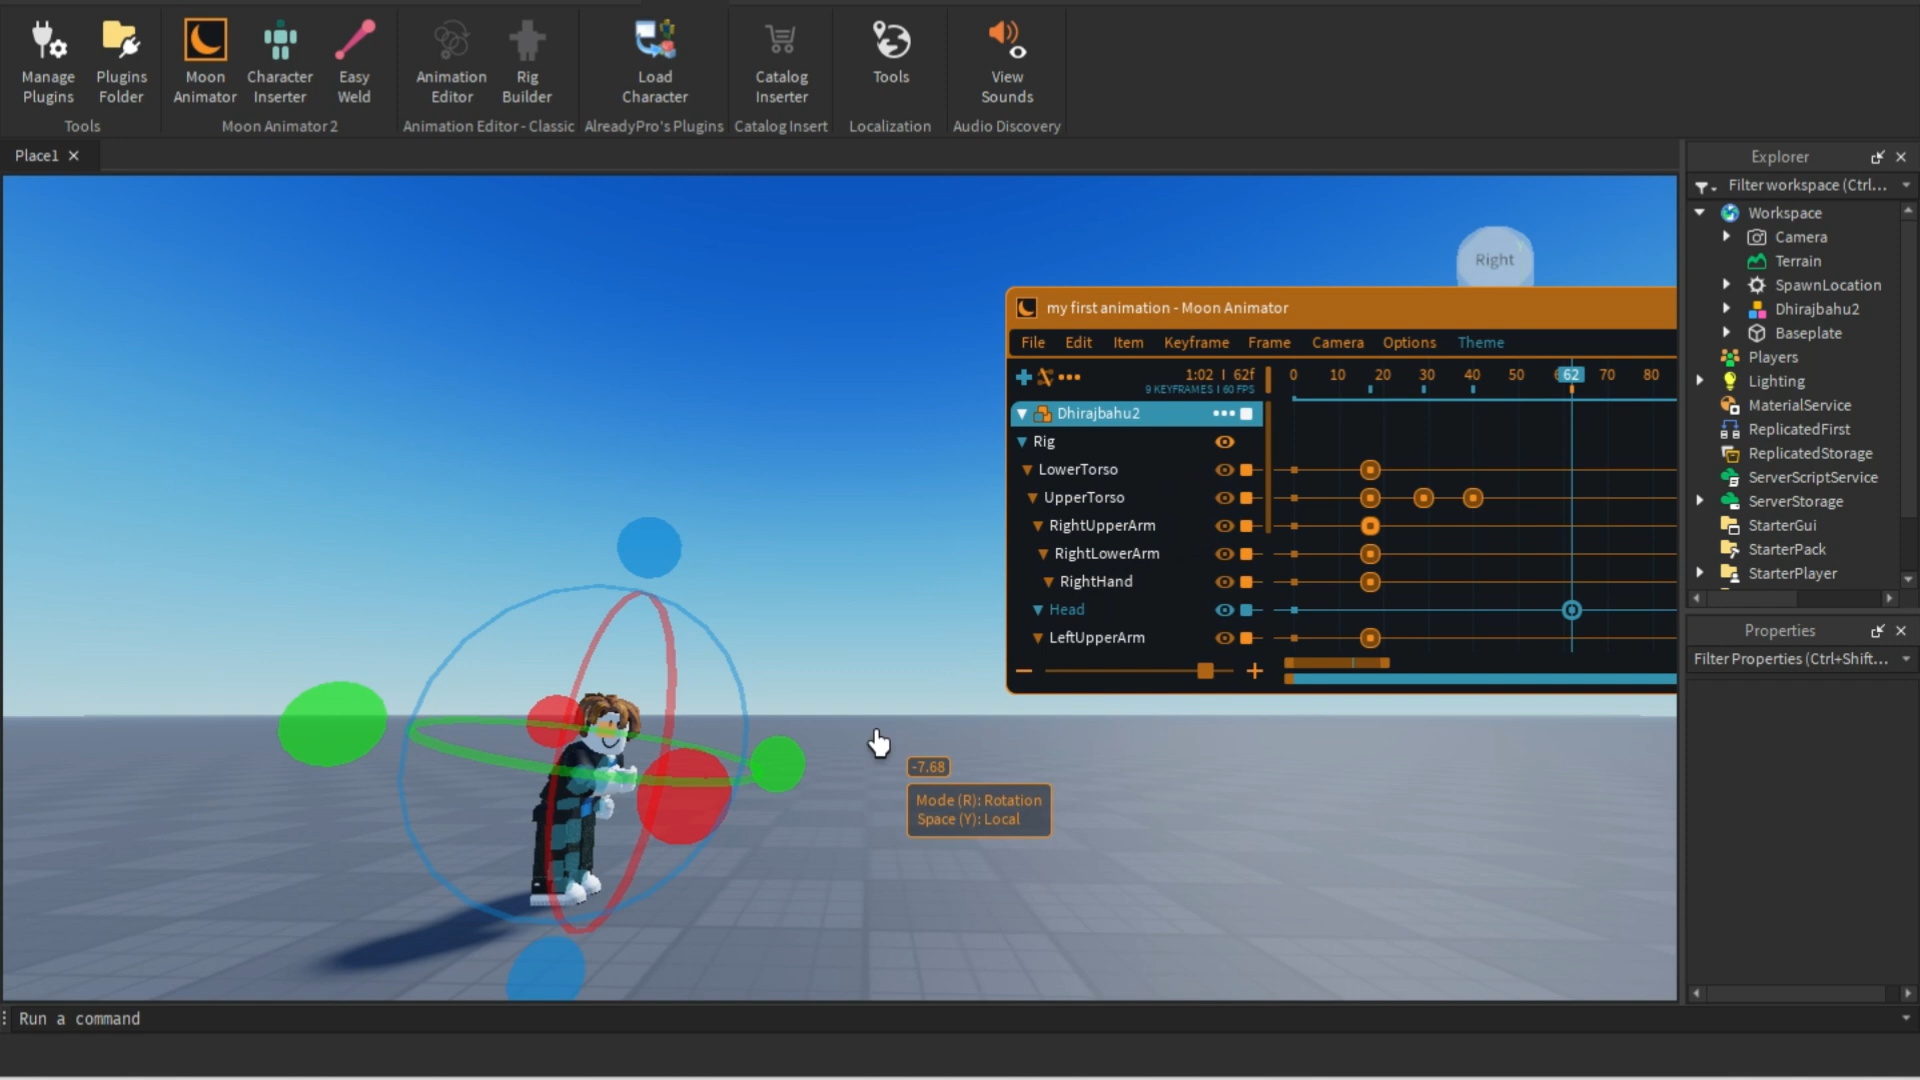 Manage Plugins
Plugins Folder
Moon Animator
Character Inserter
Easy Weld
Animation Editor
Rig Builder
Load Character
Catalog Inserter
Tools
View Sounds
Tools
Moon Animator 2
Animation Editor - Classic
AlreadyPro's Plugins
Catalog Insert
Localization
Audio Discovery
Place1
Right
my first animation - Moon Animator
File Edit Item Keyframe Frame Camera Options Theme
1:02 | 62f
9 KEYFRAMES | 60 FPS
0 10 20 30 40 50 62 70 80
Dhirajbahu2
Rig
LowerTorso
UpperTorso
RightUpperArm
RightLowerArm
RightHand
Head
LeftUpperArm
-7.68
Mode (R): Rotation
Space (Y): Local
Explorer
Filter workspace (Ctrl...
Workspace
Camera
Terrain
SpawnLocation
Dhirajbahu2
Baseplate
Players
Lighting
MaterialService
ReplicatedFirst
ReplicatedStorage
ServerScriptService
ServerStorage
StarterGui
StarterPack
StarterPlayer
Properties
Filter Properties (Ctrl+Shift...
Run a command